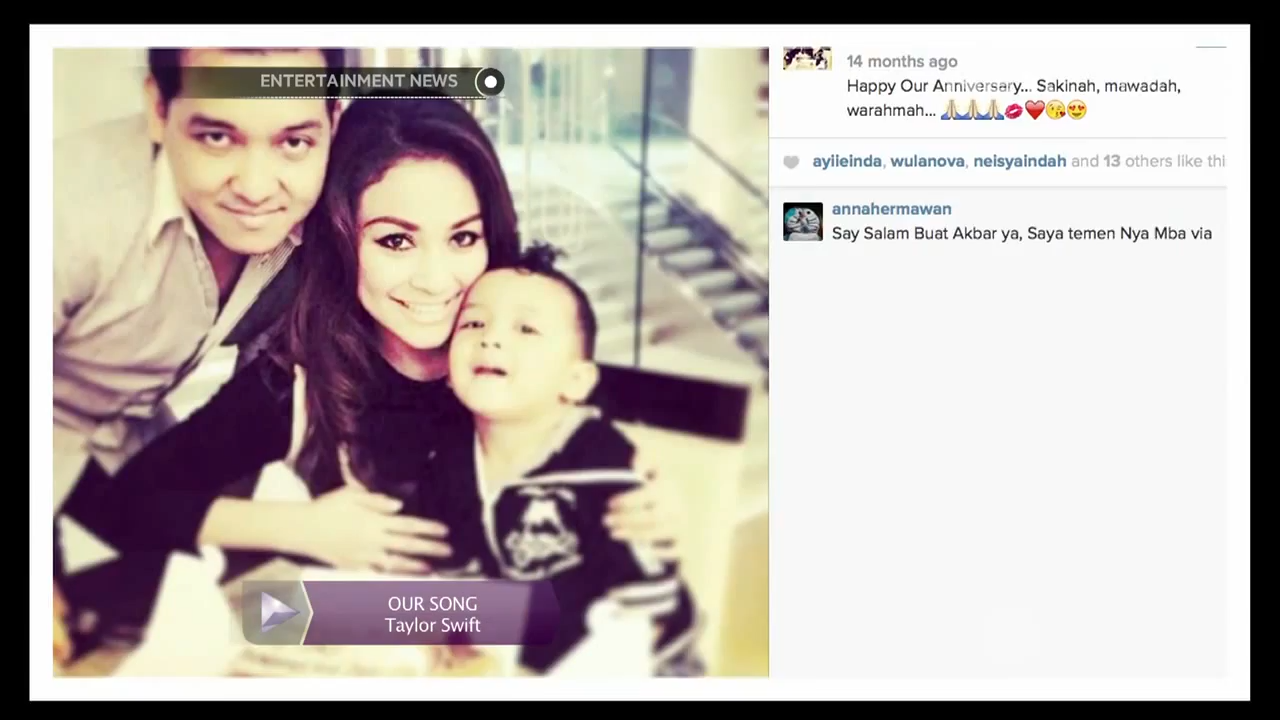 ENTERTAINMENT NEWS
14 months ago
Happy Our Anniversary... Sakinah, mawadah,
warahmah... 🙏🙏🙏💋❤️😘😍
ayiieinda, wulanova, neisyaindah and 13 others like thi
annahermawan
Say Salam Buat Akbar ya, Saya temen Nya Mba via
OUR SONG
Taylor Swift